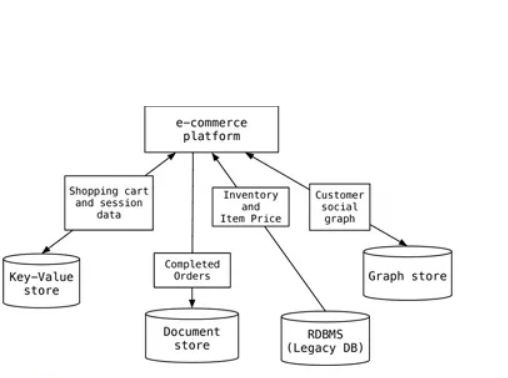 e-commerce
platform
Shopping cart
and session
data
Inventory
and
Item Price
Customer
social
graph
Completed
Orders
Key-Value
store
Graph store
Document
store
RDBMS
(Legacy DB)